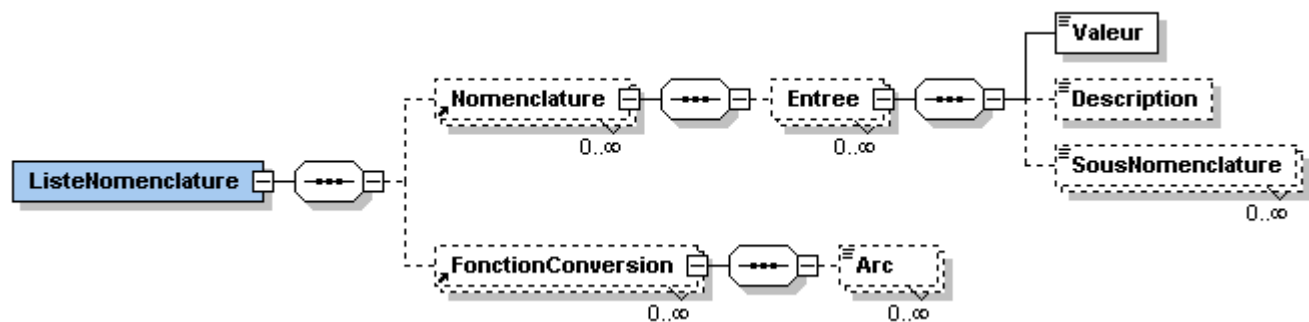 Valeur
Nomenclature
Entree
Description
0..∞
0..∞
ListeNomenclature
SousNomenclature
0..∞
FonctionConversion
Arc
0..∞
0..∞